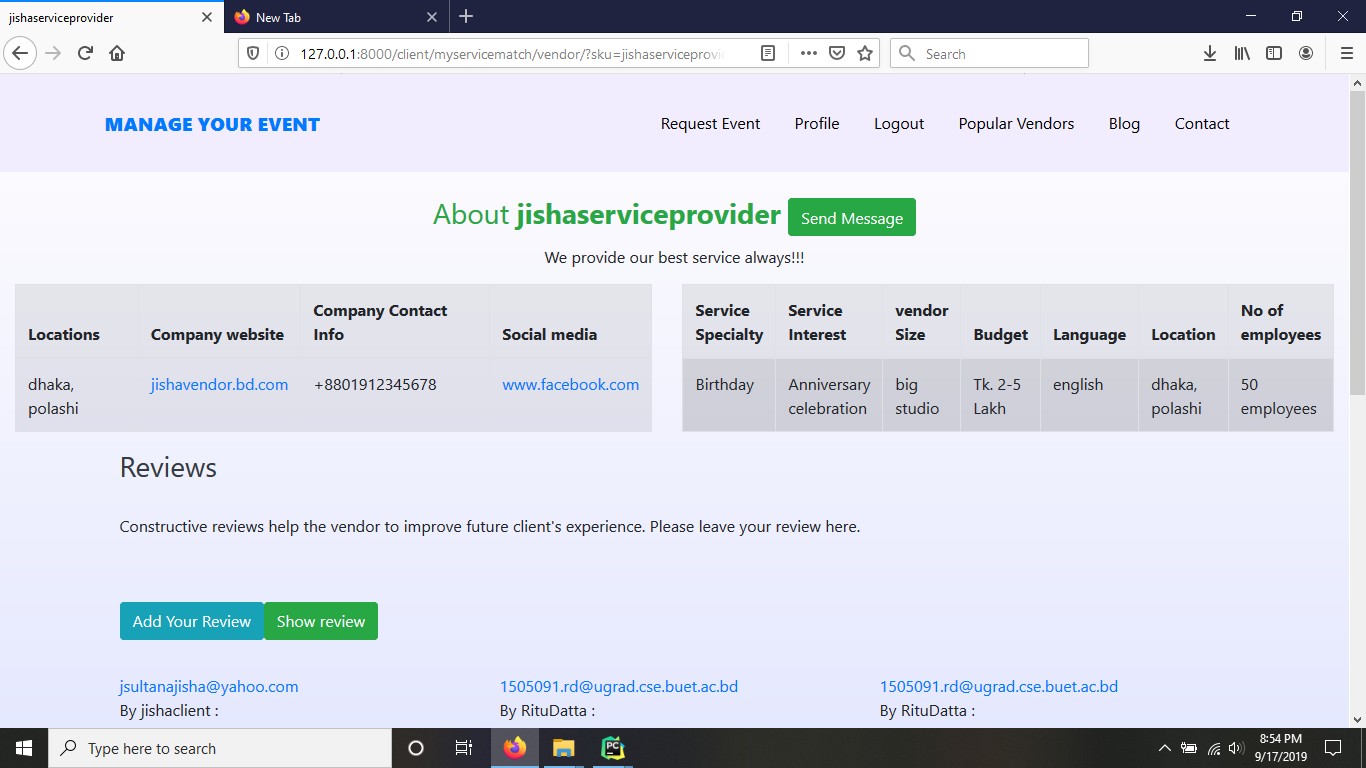 jishaserviceprovider
New Tab
127.0.0.1:8000/client/myservicematch/vendor/?sku=jishaserviceprovide
Search
MANAGE YOUR EVENT
Request Event
Profile
Logout
Popular Vendors
Blog
Contact
About jishaserviceprovider
Send Message
We provide our best service always!!!
Locations
Company website
Company Contact
Info
Social media
dhaka,
polashi
jishavendor.bd.com
+8801912345678
www.facebook.com
Service
Specialty
Service
Interest
vendor
Size
Budget
Language
Location
No of
employees
Birthday
Anniversary
celebration
big
studio
Tk. 2-5
Lakh
english
dhaka,
polashi
50
employees
Reviews
Constructive reviews help the vendor to improve future client's experience. Please leave your review here.
Add Your Review
Show review
jsultanajisha@yahoo.com
By jishaclient :
1505091.rd@ugrad.cse.buet.ac.bd
By RituDatta :
1505091.rd@ugrad.cse.buet.ac.bd
By RituDatta :
Type here to search
PC
8:54 PM
9/17/2019